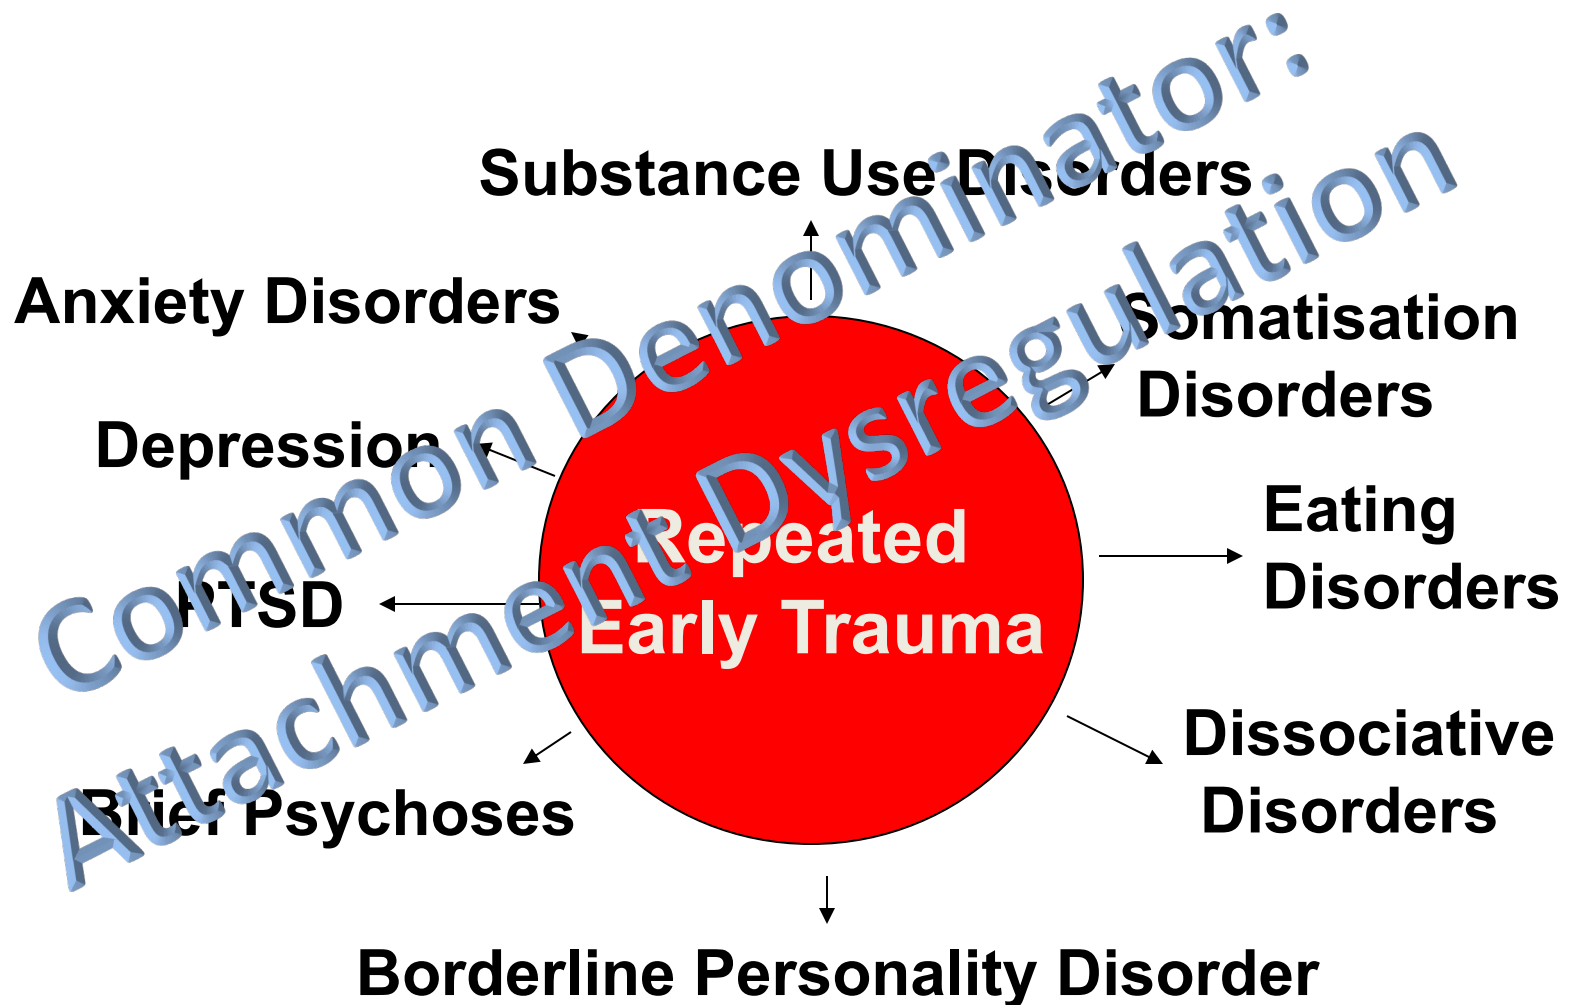 Common Denominator:
Attachment Dysregulation
Substance Use Disorders
Anxiety Disorders
Somatisation
Disorders
Depression
Eating
Disorders
Repeated
Early Trauma
PTSD
Dissociative
Disorders
Brief Psychoses
Borderline Personality Disorder